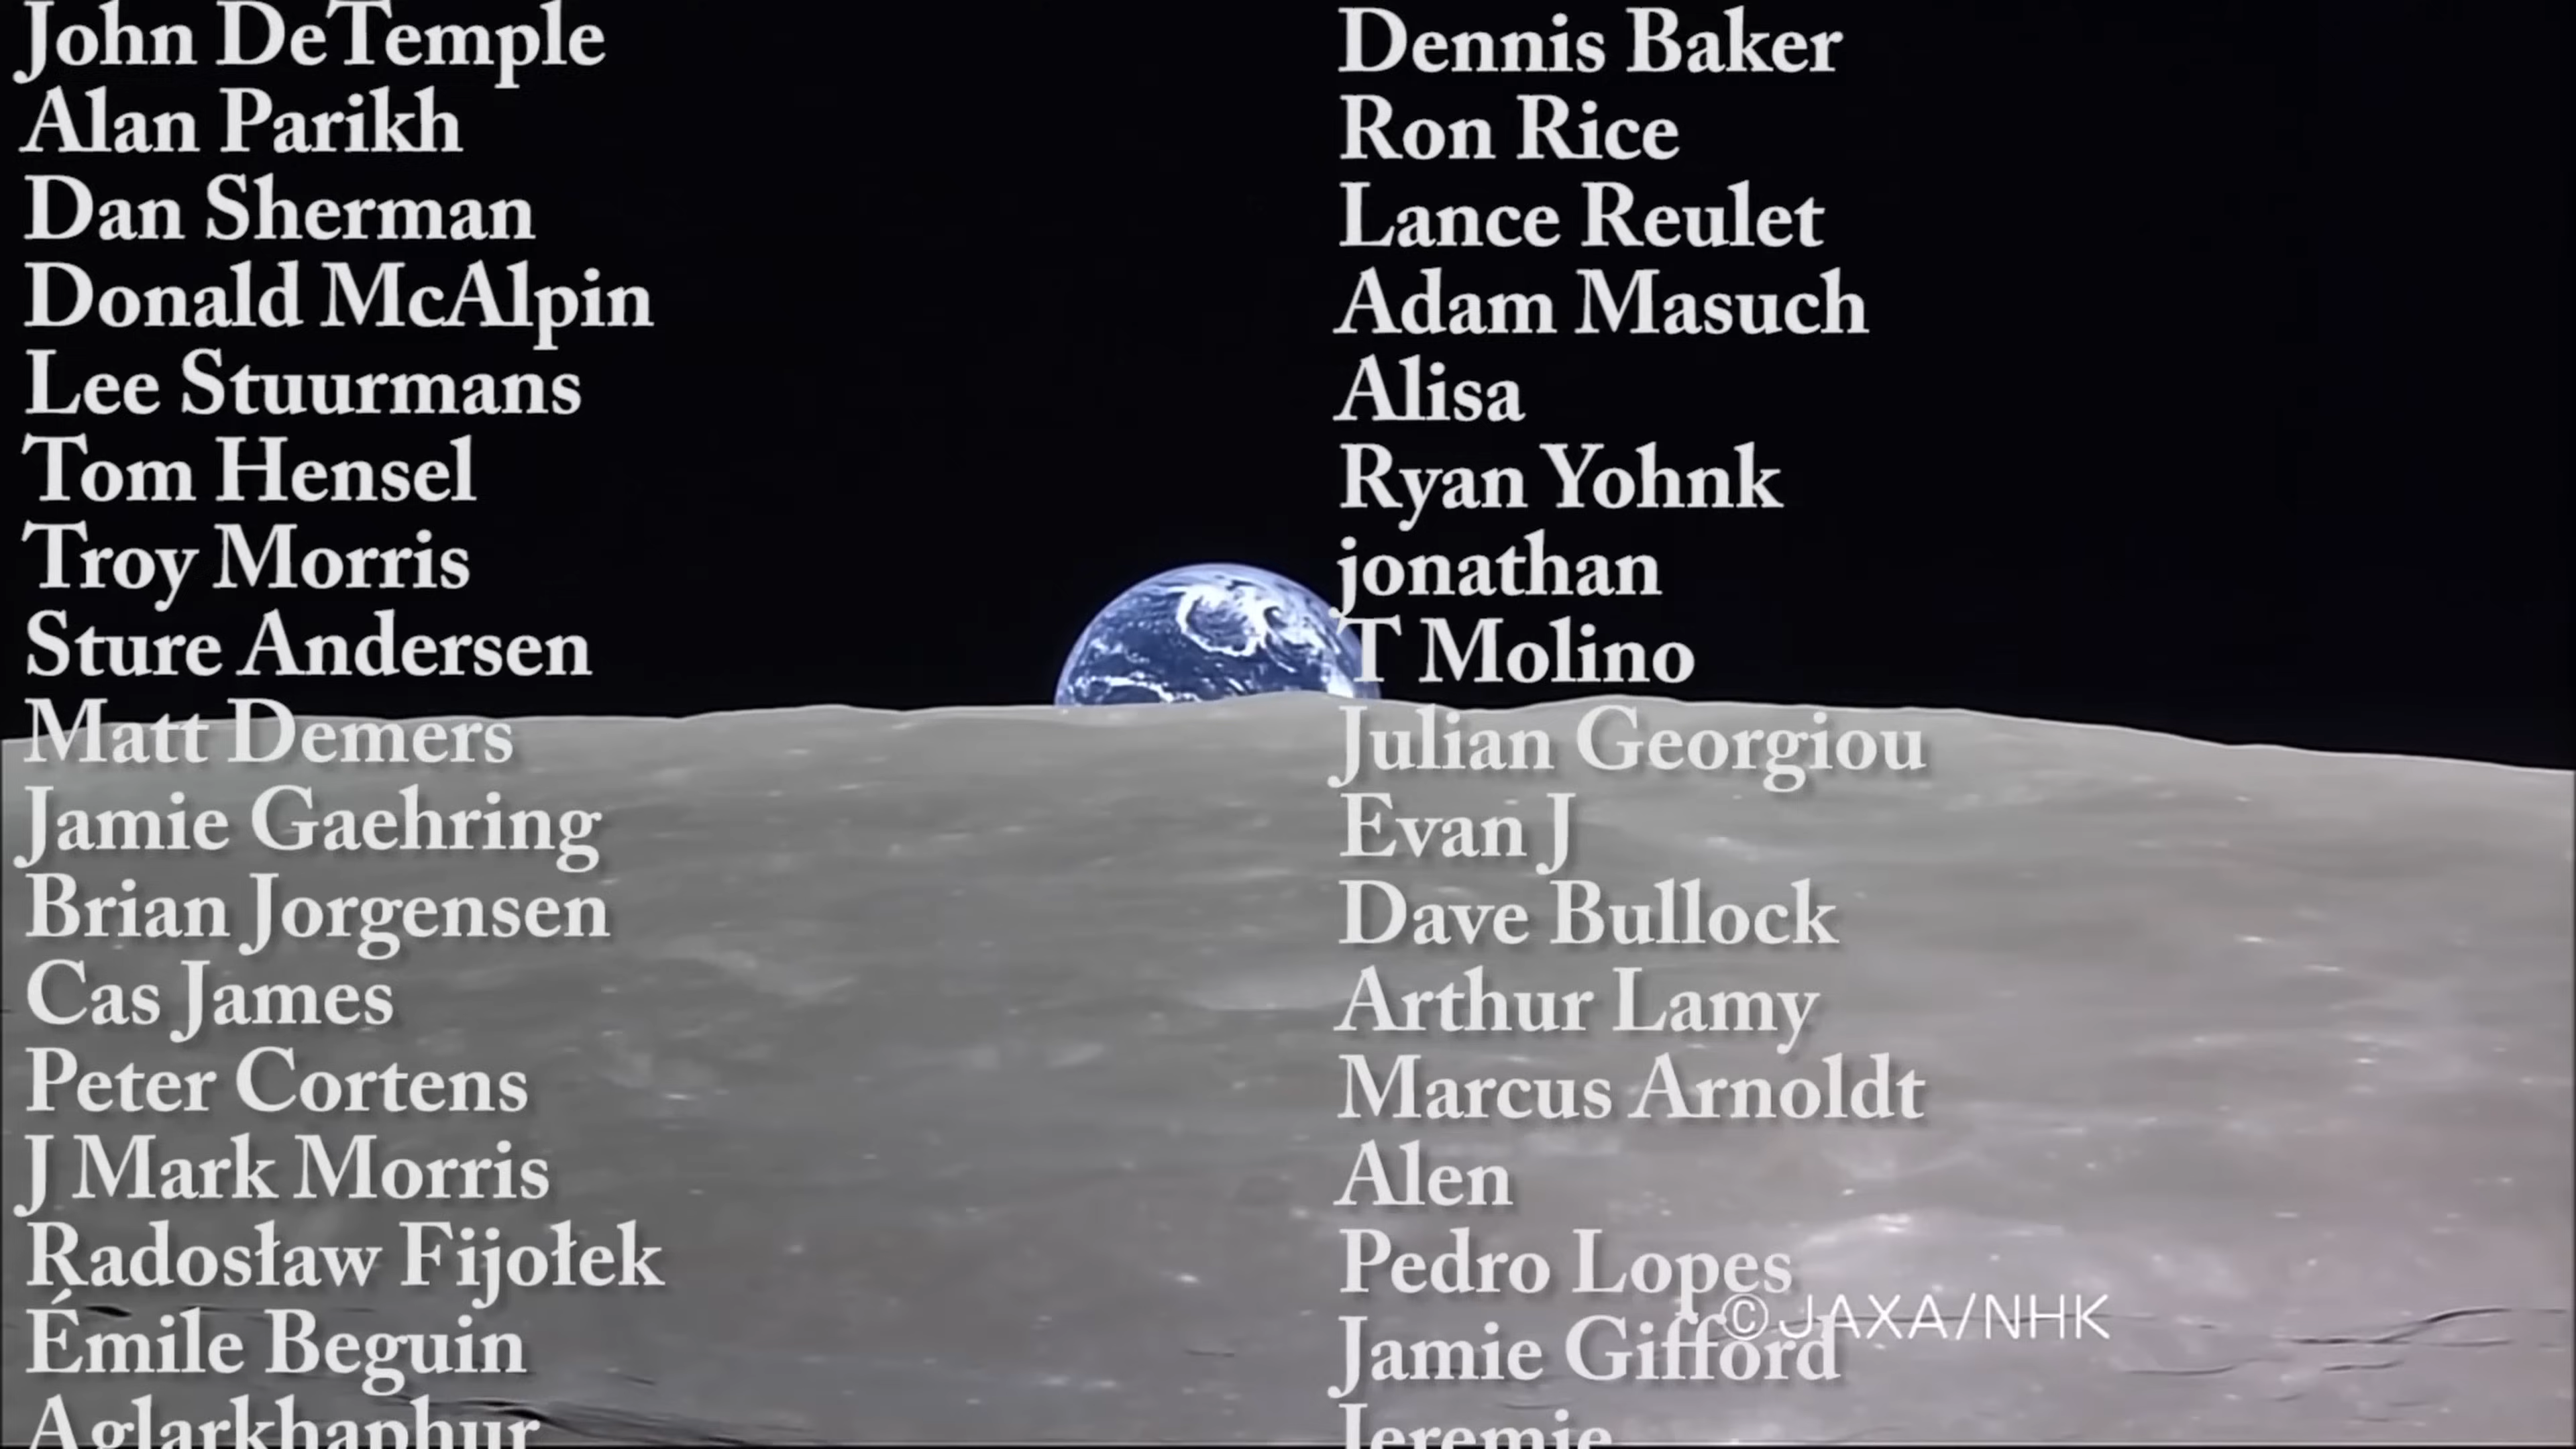 John DeTemple
Alan Parikh
Dan Sherman
Donald McAlpin
Lee Stuurmans
Tom Hensel
Troy Morris
Sture Andersen
Matt Demers
Jamie Gaehring
Brian Jorgensen
Cas James
Peter Cortens
J Mark Morris
Radosław Fijołek
Émile Beguin
Aglarkhaphur
Dennis Baker
Ron Rice
Lance Reulet
Adam Masuch
Alisa
Ryan Yohnk
jonathan
T Molino
Julian Georgiou
Evan J
Dave Bullock
Arthur Lamy
Marcus Arnoldt
Alen
Pedro Lopes
©JAXA/NHK
Jamie Gifford
Jeremie